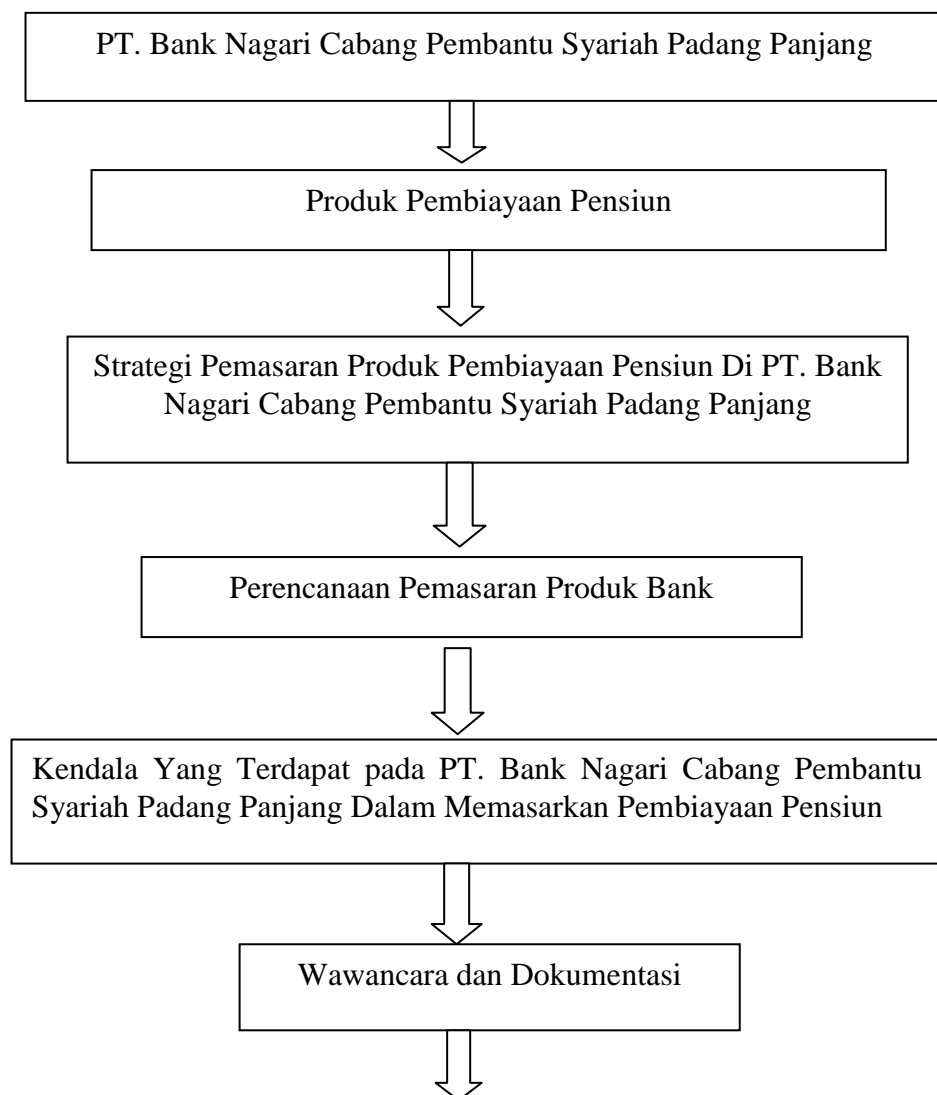 PT. Bank Nagari Cabang Pembantu Syariah Padang Panjang
Produk Pembiayaan Pensiun
Strategi Pemasaran Produk Pembiayaan Pensiun Di PT. Bank
Nagari Cabang Pembantu Syariah Padang Panjang
Perencanaan Pemasaran Produk Bank
Kendala Yang Terdapat pada PT. Bank Nagari Cabang Pembantu
Syariah Padang Panjang Dalam Memasarkan Pembiayaan Pensiun
Wawancara dan Dokumentasi